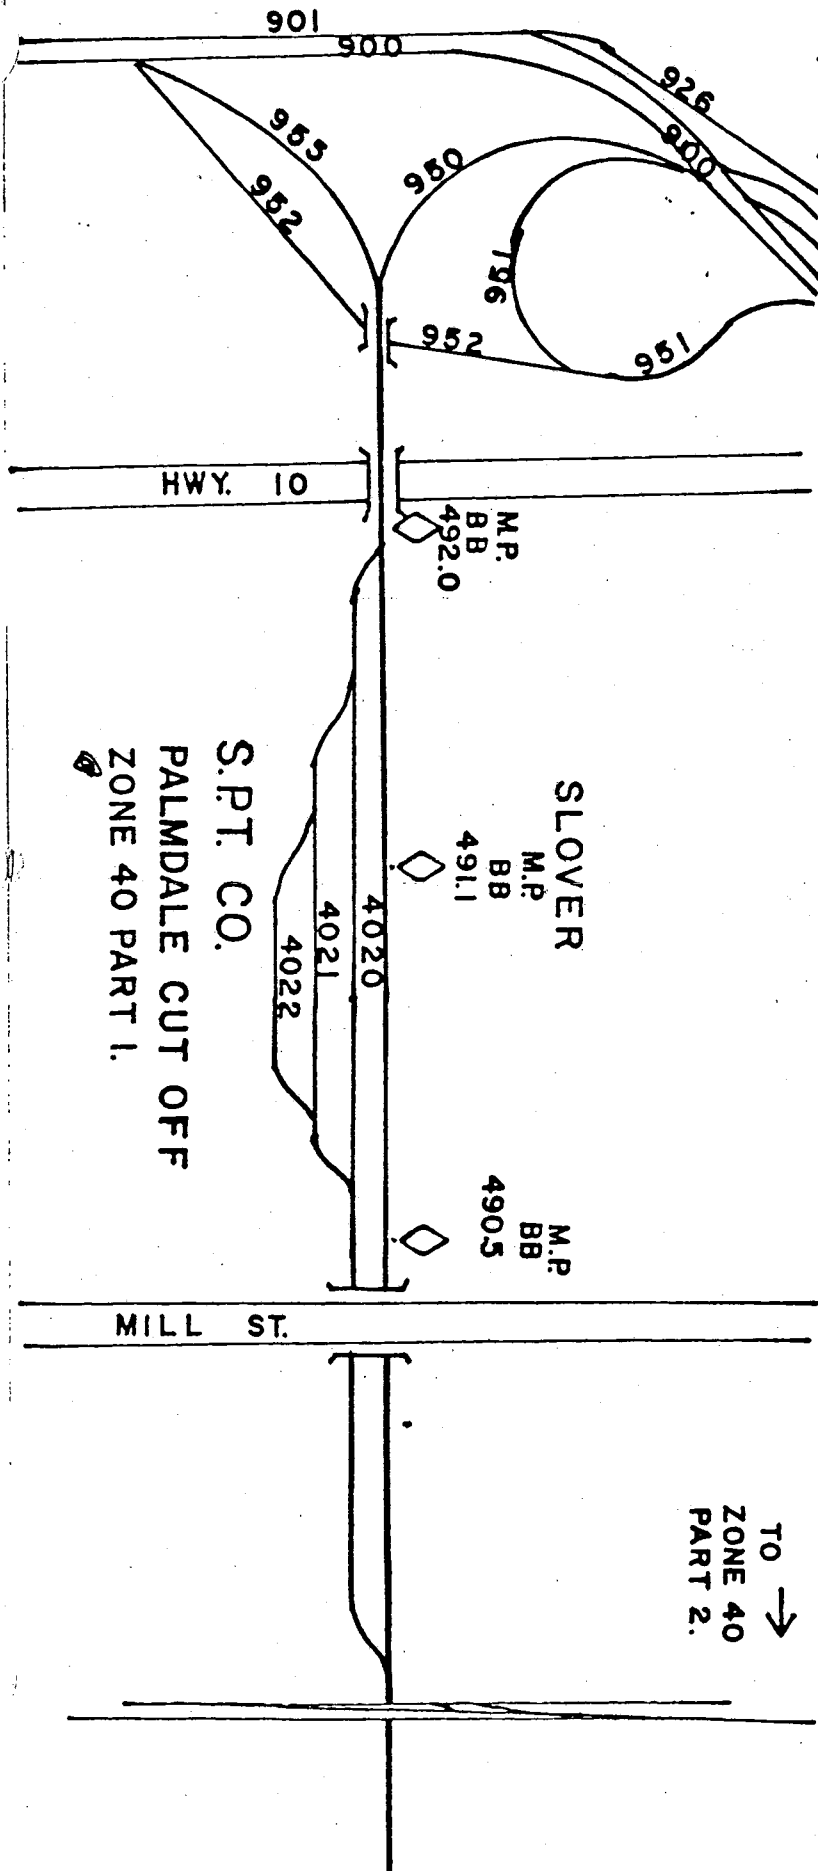 901
900
926
900
955
950
952
961
952
951
HWY. 10
M.P.
BB
492.0
SLOVER
M.P.
BB
491.1
4020
4021
4022
S.P.T. CO.
PALMDALE CUT OFF
ZONE 40 PART 1.
M.P.
BB
490.5
MILL ST.
TO →
ZONE 40
PART 2.